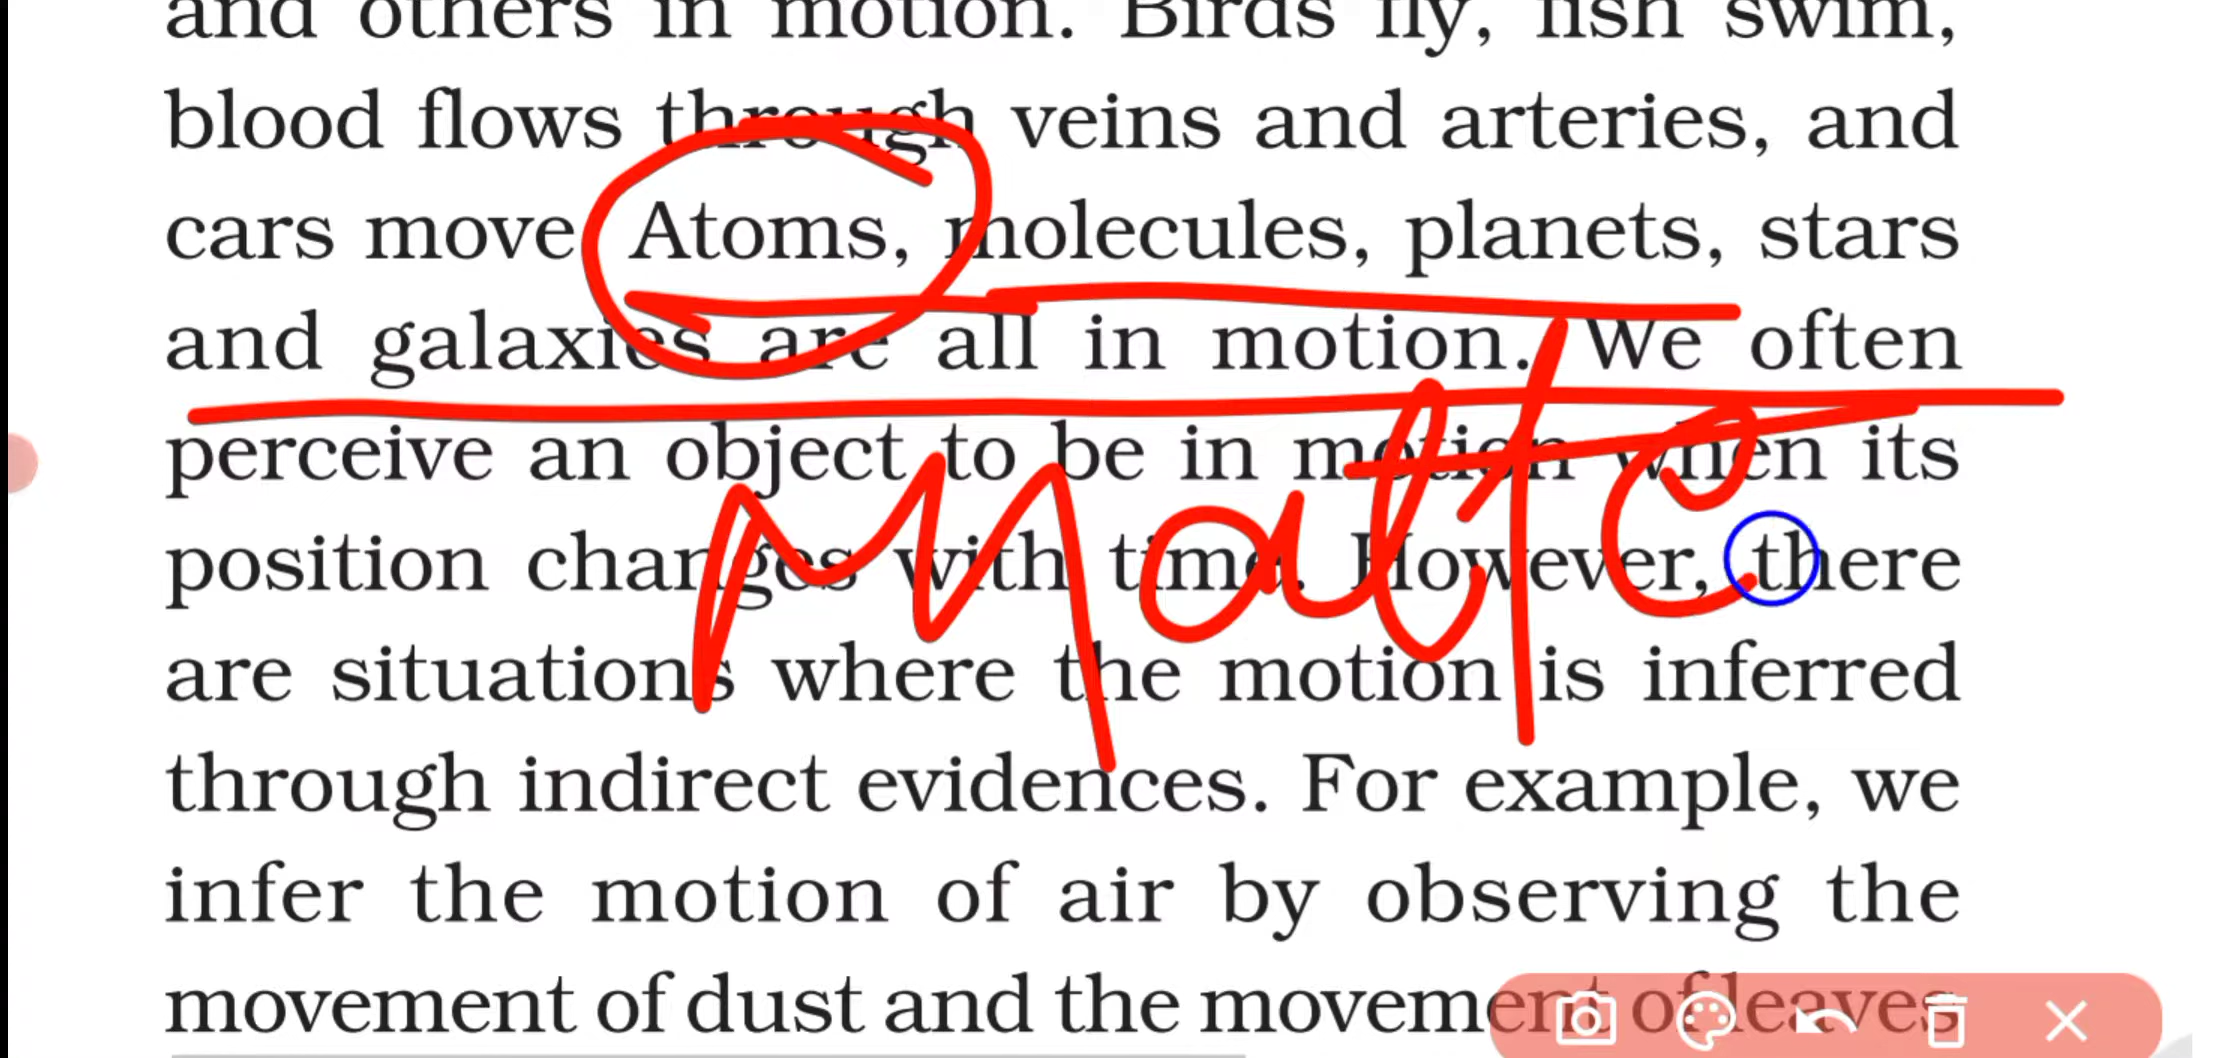 and others in motion. Birds fly, fish swim,
blood flows through veins and arteries, and
cars move. Atoms, molecules, planets, stars
and galaxies are all in motion. We often
perceive an object to be in motion when its
position changes with time. However, there
Matte
are situations where the motion is inferred
through indirect evidences. For example, we
infer the motion of air by observing the
movement of dust and the movement of leaves